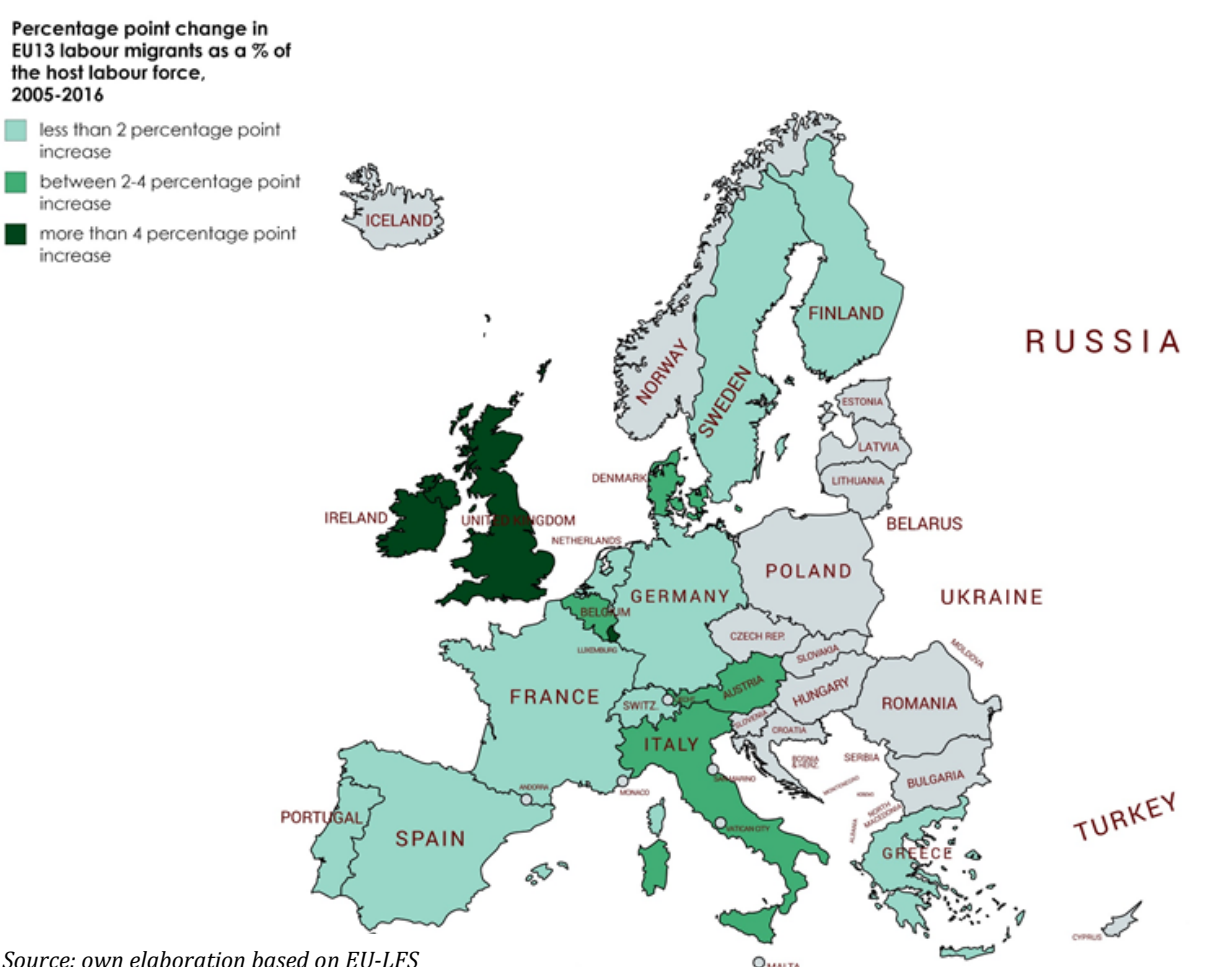 Percentage point change in
EU13 labour migrants as a % of
the host labour force,
2005-2016
less than 2 percentage point
increase
between 2-4 percentage point
increase
more than 4 percentage point
increase
ICELAND
FINLAND
RUSSIA
NORWAY
SWEDEN
ESTONIA
LATVIA
DENMARK
LITHUANIA
IRELAND
UNITED KINGDOM
BELARUS
NETHERLANDS
POLAND
GERMANY
UKRAINE
BELGIUM
CZECH REP.
LUXEMBURG
SLOVAKIA
MOLDOVA
AUSTRIA
HUNGARY
FRANCE
SWITZ.
ROMANIA
SLOVENIA
CROATIA
ITALY
BOSNIA
& HERZ.
SERBIA
SAN MARINO
BULGARIA
ANDORRA
MONACO
MONTENEGRO
KOSOVO
NORTH
MACEDONIA
PORTUGAL
TURKEY
VATICAN CITY
ALBANIA
SPAIN
GREECE
CYPRUS
MALTA
Source: own elaboration based on EU-LFS